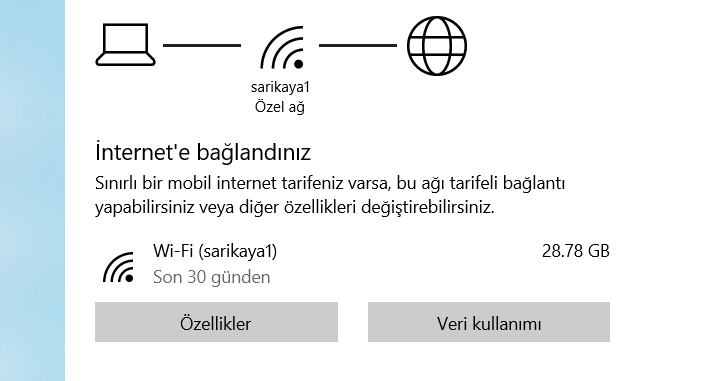 sarikaya1
Özel ağ
İnternet'e bağlandınız
Sınırlı bir mobil internet tarifeniz varsa, bu ağı tarifeli bağlantı
yapabilirsiniz veya diğer özellikleri değiştirebilirsiniz.
Wi-Fi (sarikaya1) 28.78 GB
Son 30 günden
Özellikler Veri kullanımı